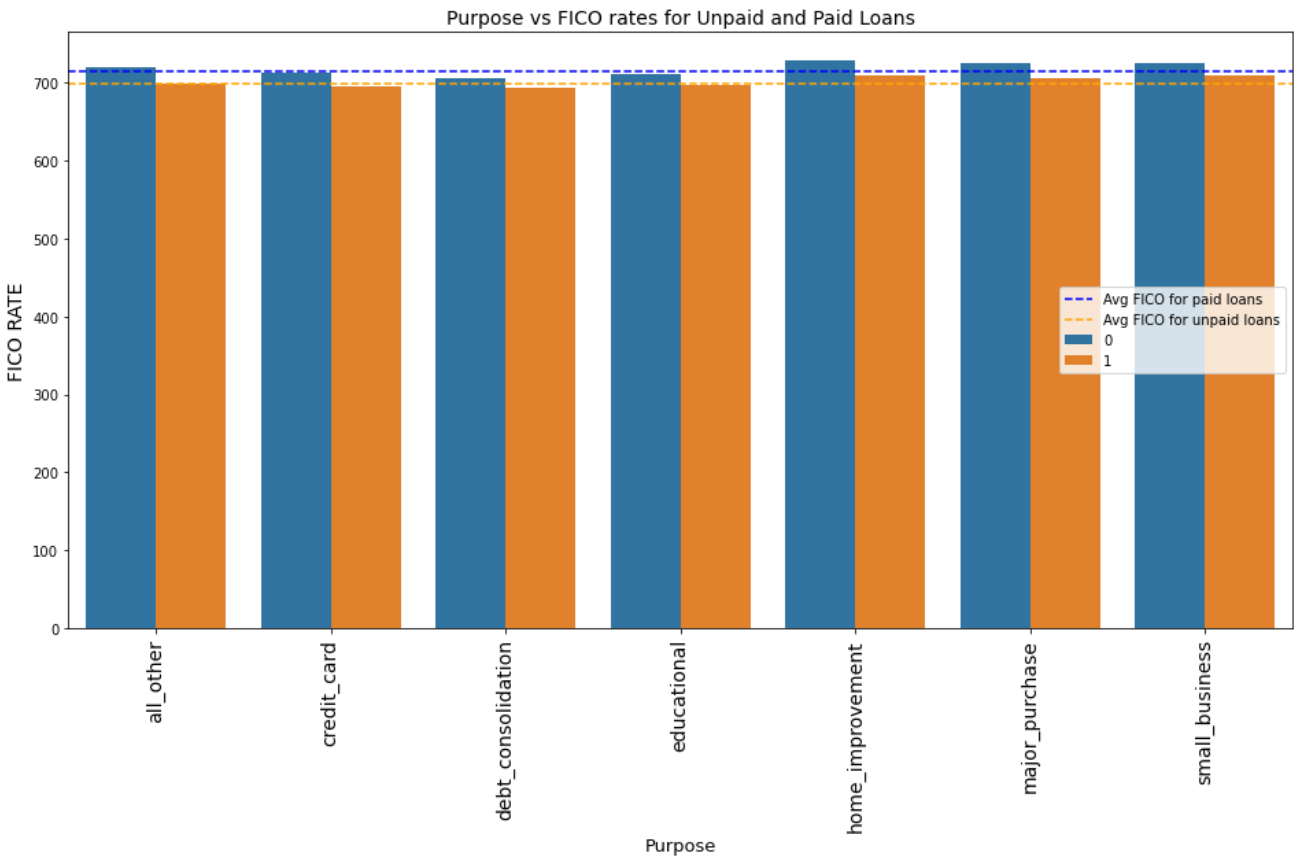 Purpose vs FICO rates for Unpaid and Paid Loans
FICO RATE
700
600
500
400
300
200
100
0
Avg FICO for paid loans
Avg FICO for unpaid loans
0
1
all_other
credit_card
debt_consolidation
educational
home_improvement
major_purchase
small_business
Purpose